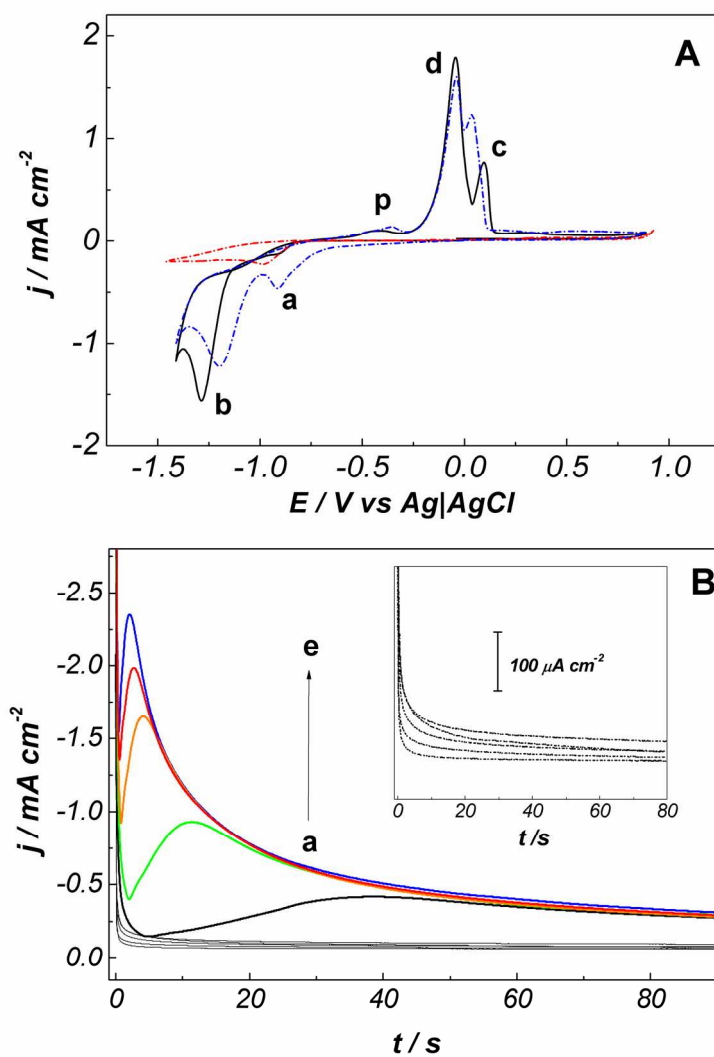 A
j / mA cm-2
2
1
0
-1
-2
d
c
p
a
b
-1.5 -1.0 -0.5 0.0 0.5 1.0
E / V vs Ag|AgCl
B
j / mA cm-2
-2.5
-2.0
-1.5
-1.0
-0.5
0.0
e
a
100 µA cm-2
0 20 40 60 80
t /s
0 20 40 60 80
t / s